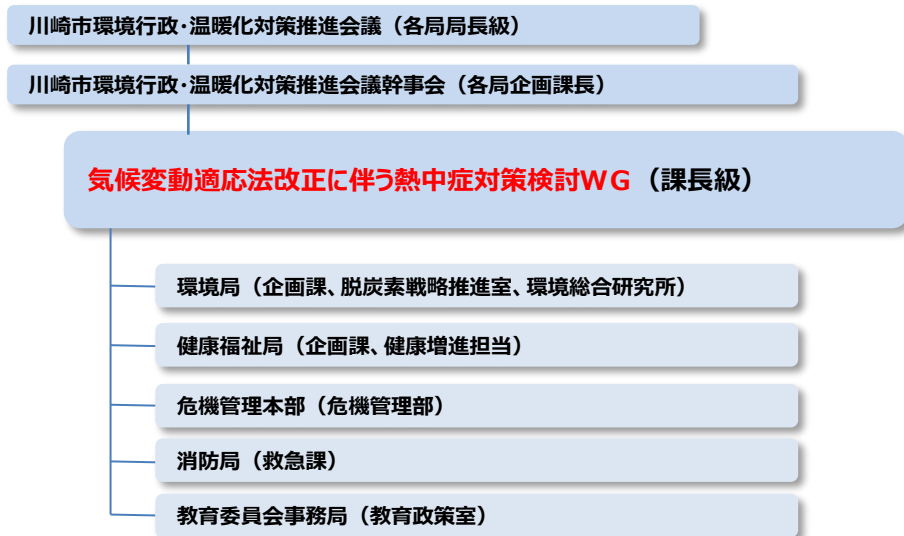 川崎市環境行政・温暖化対策推進会議（各局局長級）
川崎市環境行政・温暖化対策推進会議幹事会（各局企画課長）
気候変動適応法改正に伴う熱中症対策検討WG（課長級）
環境局（企画課、脱炭素戦略推進室、環境総合研究所）
健康福祉局（企画課、健康増進担当）
危機管理本部（危機管理部）
消防局（救急課）
教育委員会事務局（教育政策室）